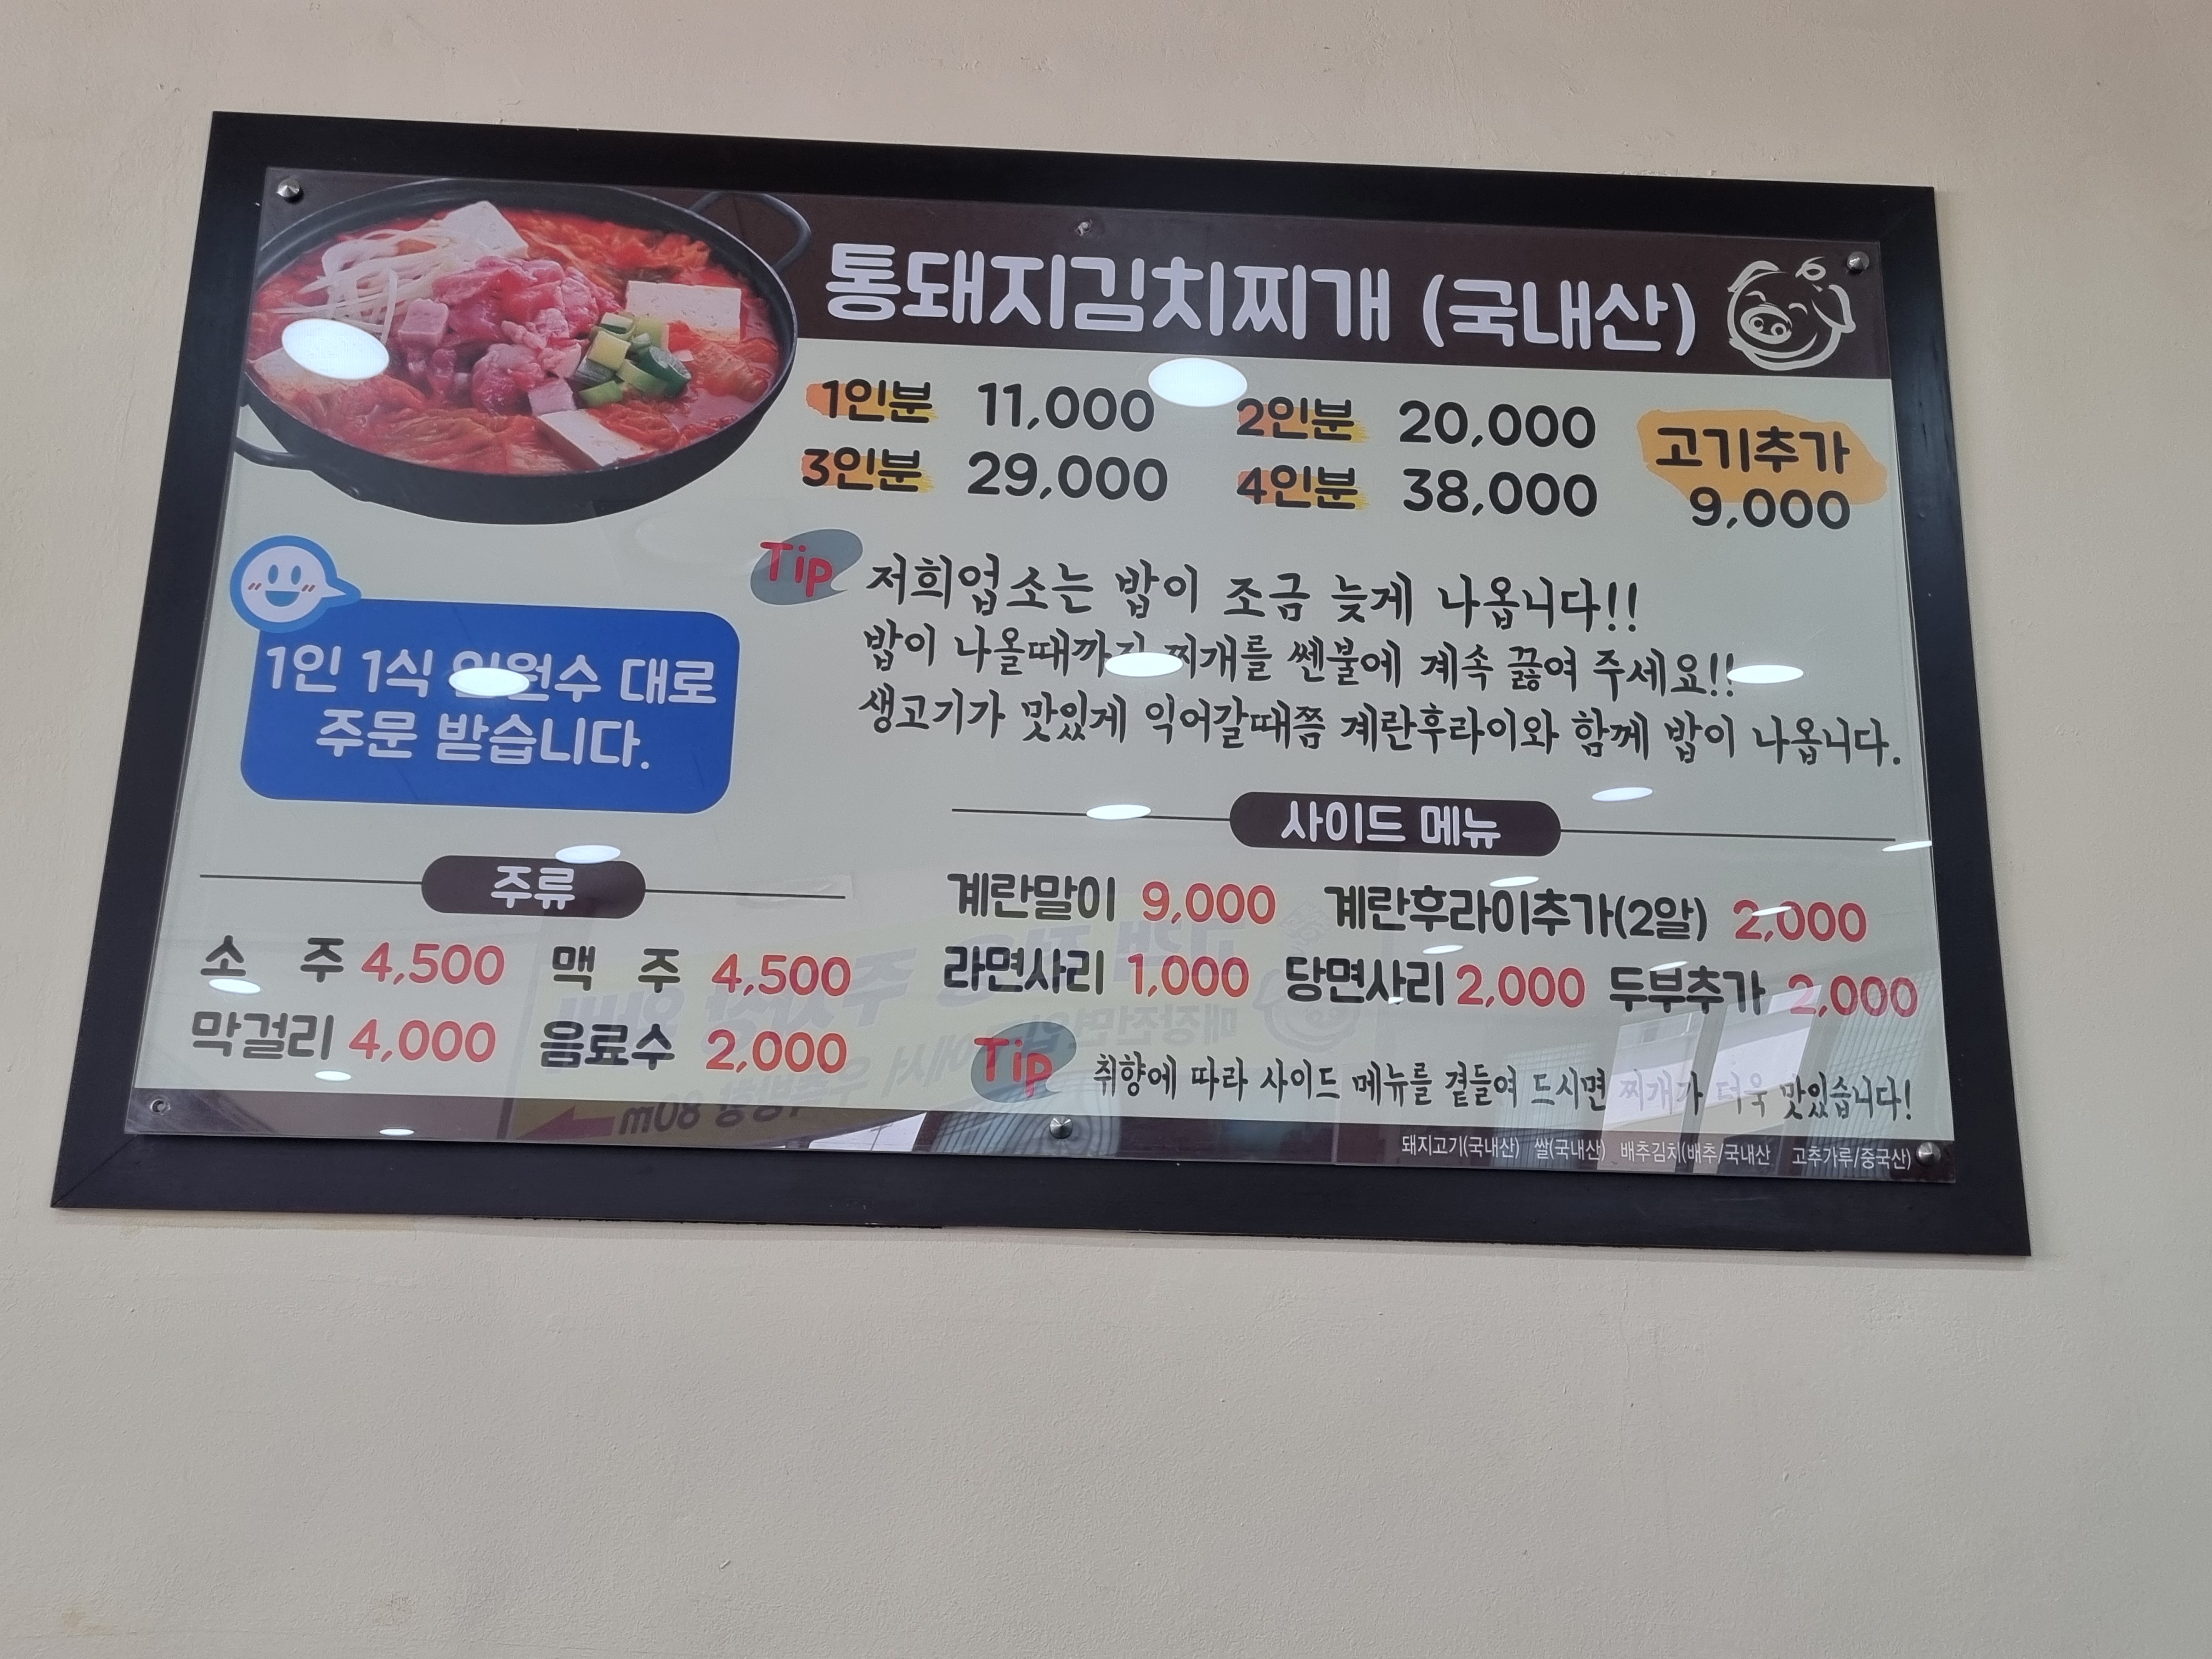 통돼지김치찌개 (국내산)
1인분 11,000 2인분 20,000
3인분 29,000 4인분 38,000
고기추가
9,000
Tip
저희업소는 밥이 조금 늦게 나옵니다!!
밥이 나올때까지 찌개를 쎈불에 계속 끓여 주세요!!
생고기가 맛있게 익어갈때쯤 계란후라이와 함께 밥이 나옵니다.
1인 1식 인원수 대로
주문 받습니다.
주류
소 주 4,500 맥 주 4,500
막걸리 4,000 음료수 2,000
사이드 메뉴
계란말이 9,000 계란후라이추가(2알) 2,000
라면사리 1,000 당면사리 2,000 두부추가 2,000
Tip 취향에 따라 사이드 메뉴를 곁들여 드시면 찌개가 더욱 맛있습니다!
돼지고기(국내산) 쌀(국내산) 배추김치(배추/국내산 고추가루/중국산)
80m